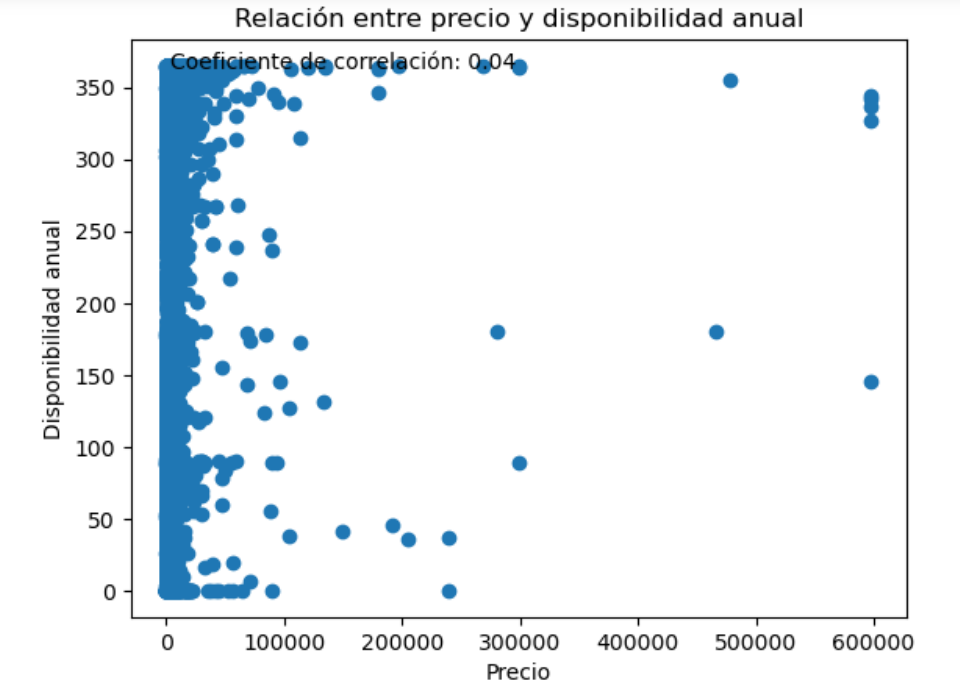 Relación entre precio y disponibilidad anual
Coeficiente de correlación: 0.04
350
300
250
200
150
100
50
0
Disponibilidad anual
0 100000 200000 300000 400000 500000 600000
Precio